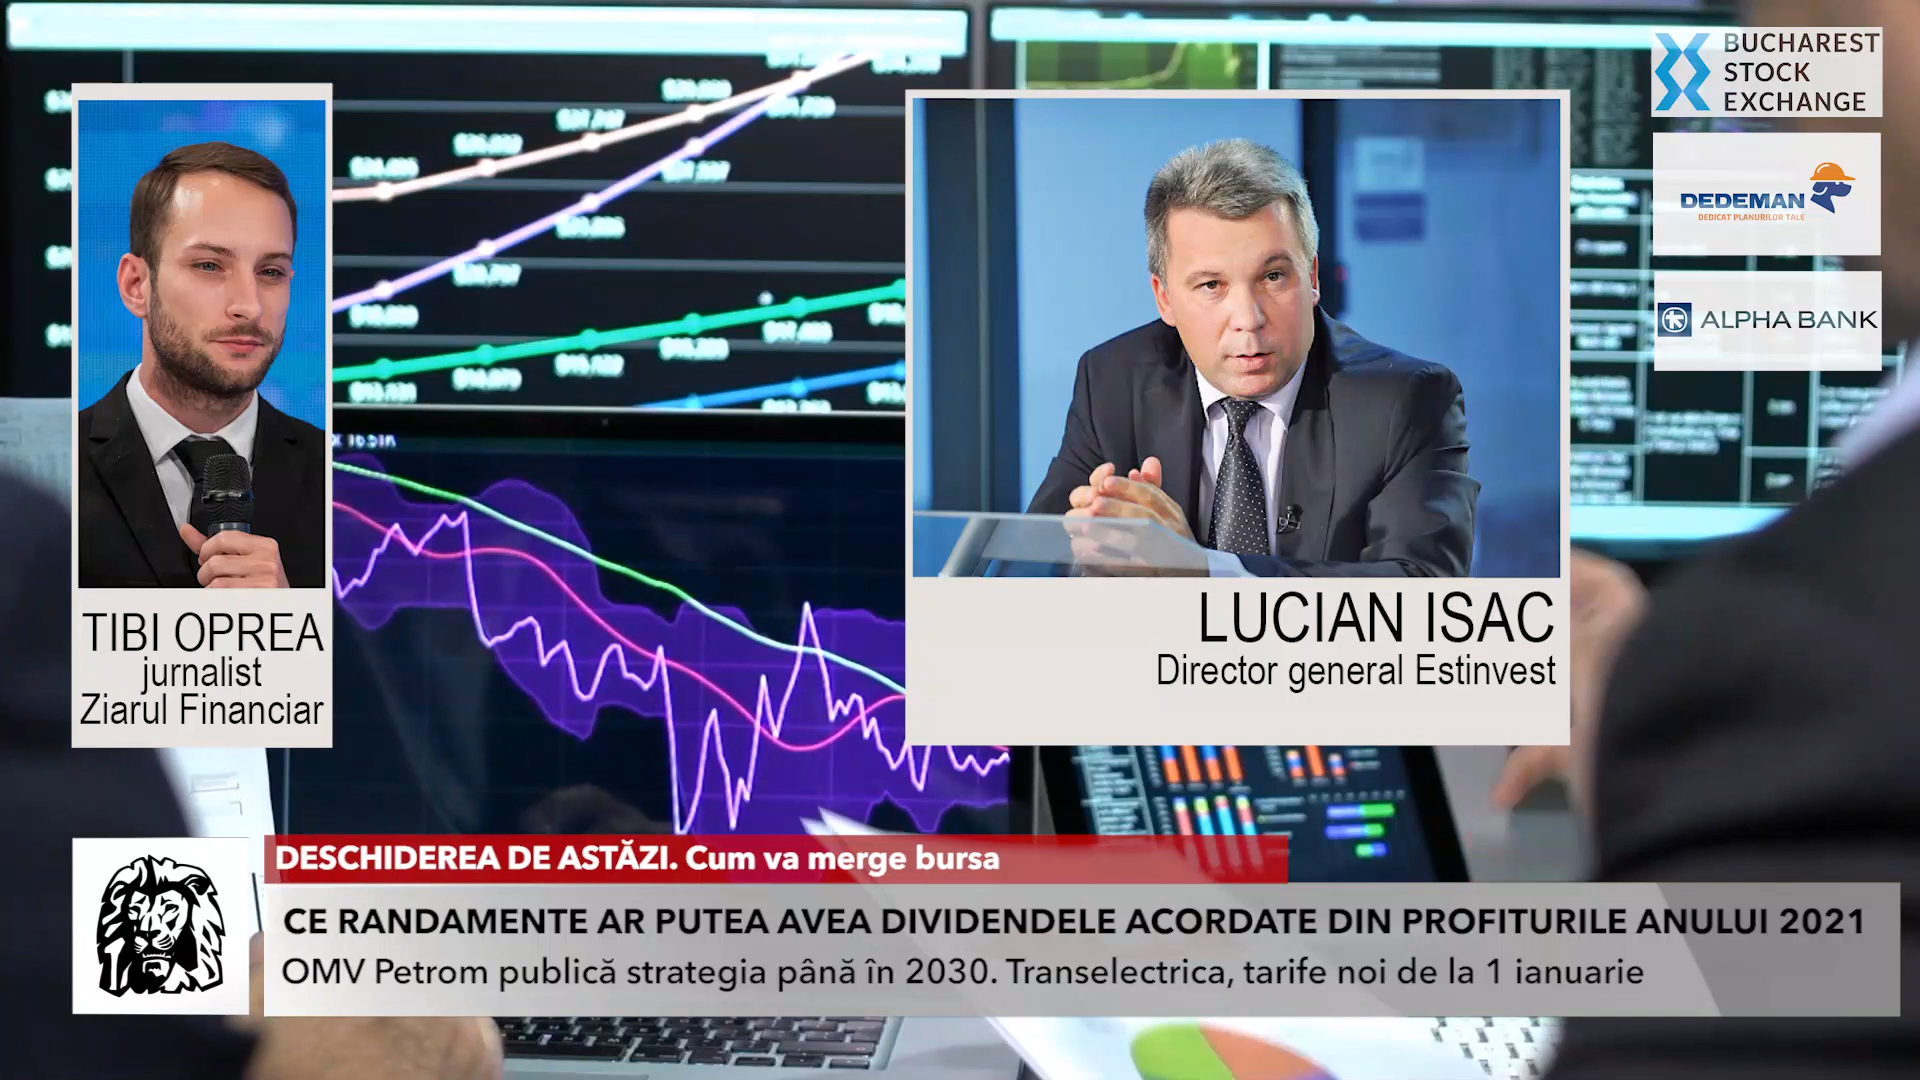 BUCHAREST
STOCK
EXCHANGE
DEDEMAN
DEDICAT PLANURILOR TALE
ALPHA BANK
TIBI OPREA
jurnalist
Ziarul Financiar
LUCIAN ISAC
Director general Estinvest
DESCHIDEREA DE ASTĂZI. Cum va merge bursa
CE RANDAMENTE AR PUTEA AVEA DIVIDENDELE ACORDATE DIN PROFITURILE ANULUI 2021
OMV Petrom publică strategia până în 2030. Transelectrica, tarife noi de la 1 ianuarie